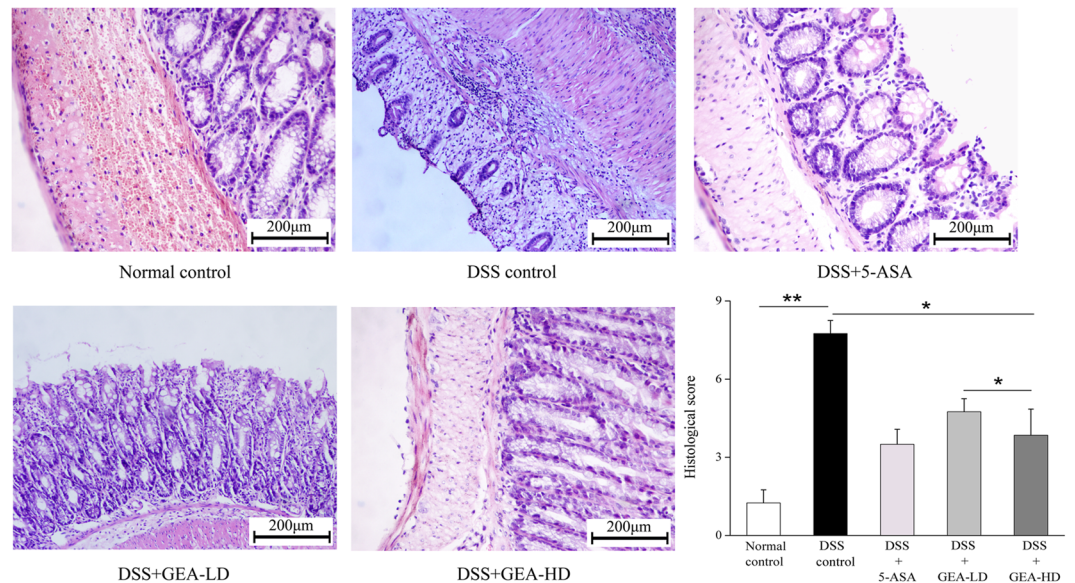 200μm
200μm
200μm
Normal control
DSS control
DSS+5-ASA
200μm
200μm
DSS+GEA-LD
DSS+GEA-HD
Histological score
9
6
3
0
**
*
*
Normal
control
DSS
control
DSS
+
5-ASA
DSS
+
GEA-LD
DSS
+
GEA-HD